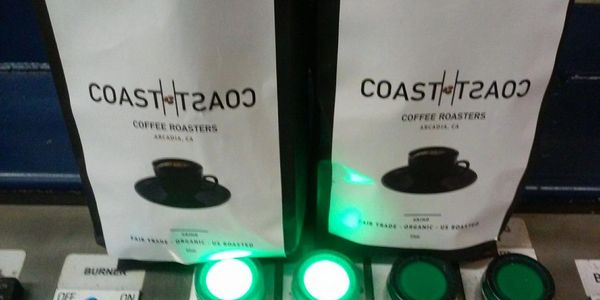 COAST TSAOC
COFFEE ROASTERS
ARCADIA, CA
FAIR TRADE · ORGANIC · US ROASTED
COAST TSAOC
COFFEE ROASTERS
ARCADIA, CA
FAIR TRADE · ORGANIC · US ROASTED
BURNER
OFF ON